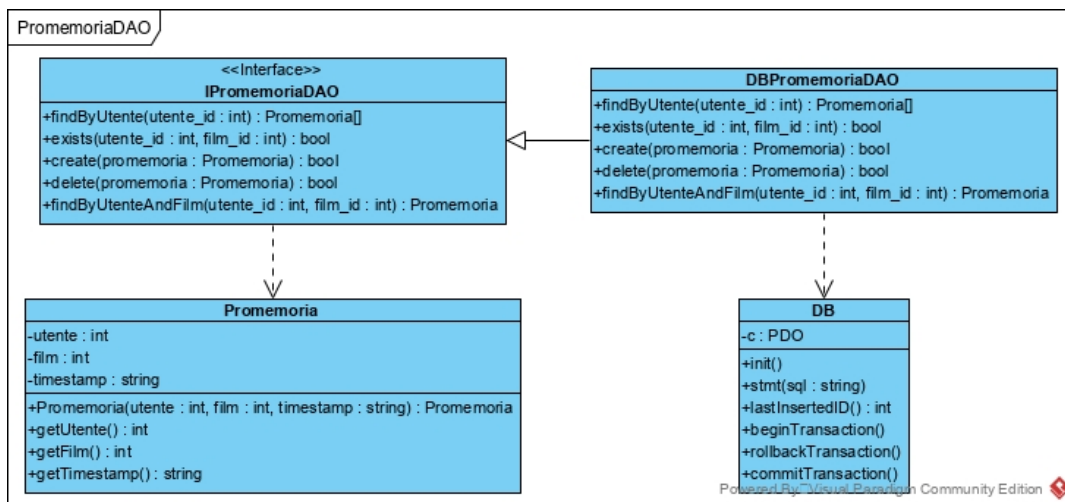 PromemoriaDAO
<<Interface>>
IPromemoriaDAO
+findByUtente(utente_id : int) : Promemoria[]
+exists(utente_id : int, film_id : int) : bool
+create(promemoria : Promemoria) : bool
+delete(promemoria : Promemoria) : bool
+findByUtenteAndFilm(utente_id : int, film_id : int) : Promemoria
DBPromemoriaDAO
+findByUtente(utente_id : int) : Promemoria[]
+exists(utente_id : int, film_id : int) : bool
+create(promemoria : Promemoria) : bool
+delete(promemoria : Promemoria) : bool
+findByUtenteAndFilm(utente_id : int, film_id : int) : Promemoria
Promemoria
-utente : int
-film : int
-timestamp : string
+Promemoria(utente : int, film : int, timestamp : string) : Promemoria
+getUtente() : int
+getFilm() : int
+getTimestamp() : string
DB
-c : PDO
+init()
+stmt(sql : string)
+lastInsertedID() : int
+beginTransaction()
+rollbackTransaction()
+commitTransaction()
Powered By Visual Paradigm Community Edition